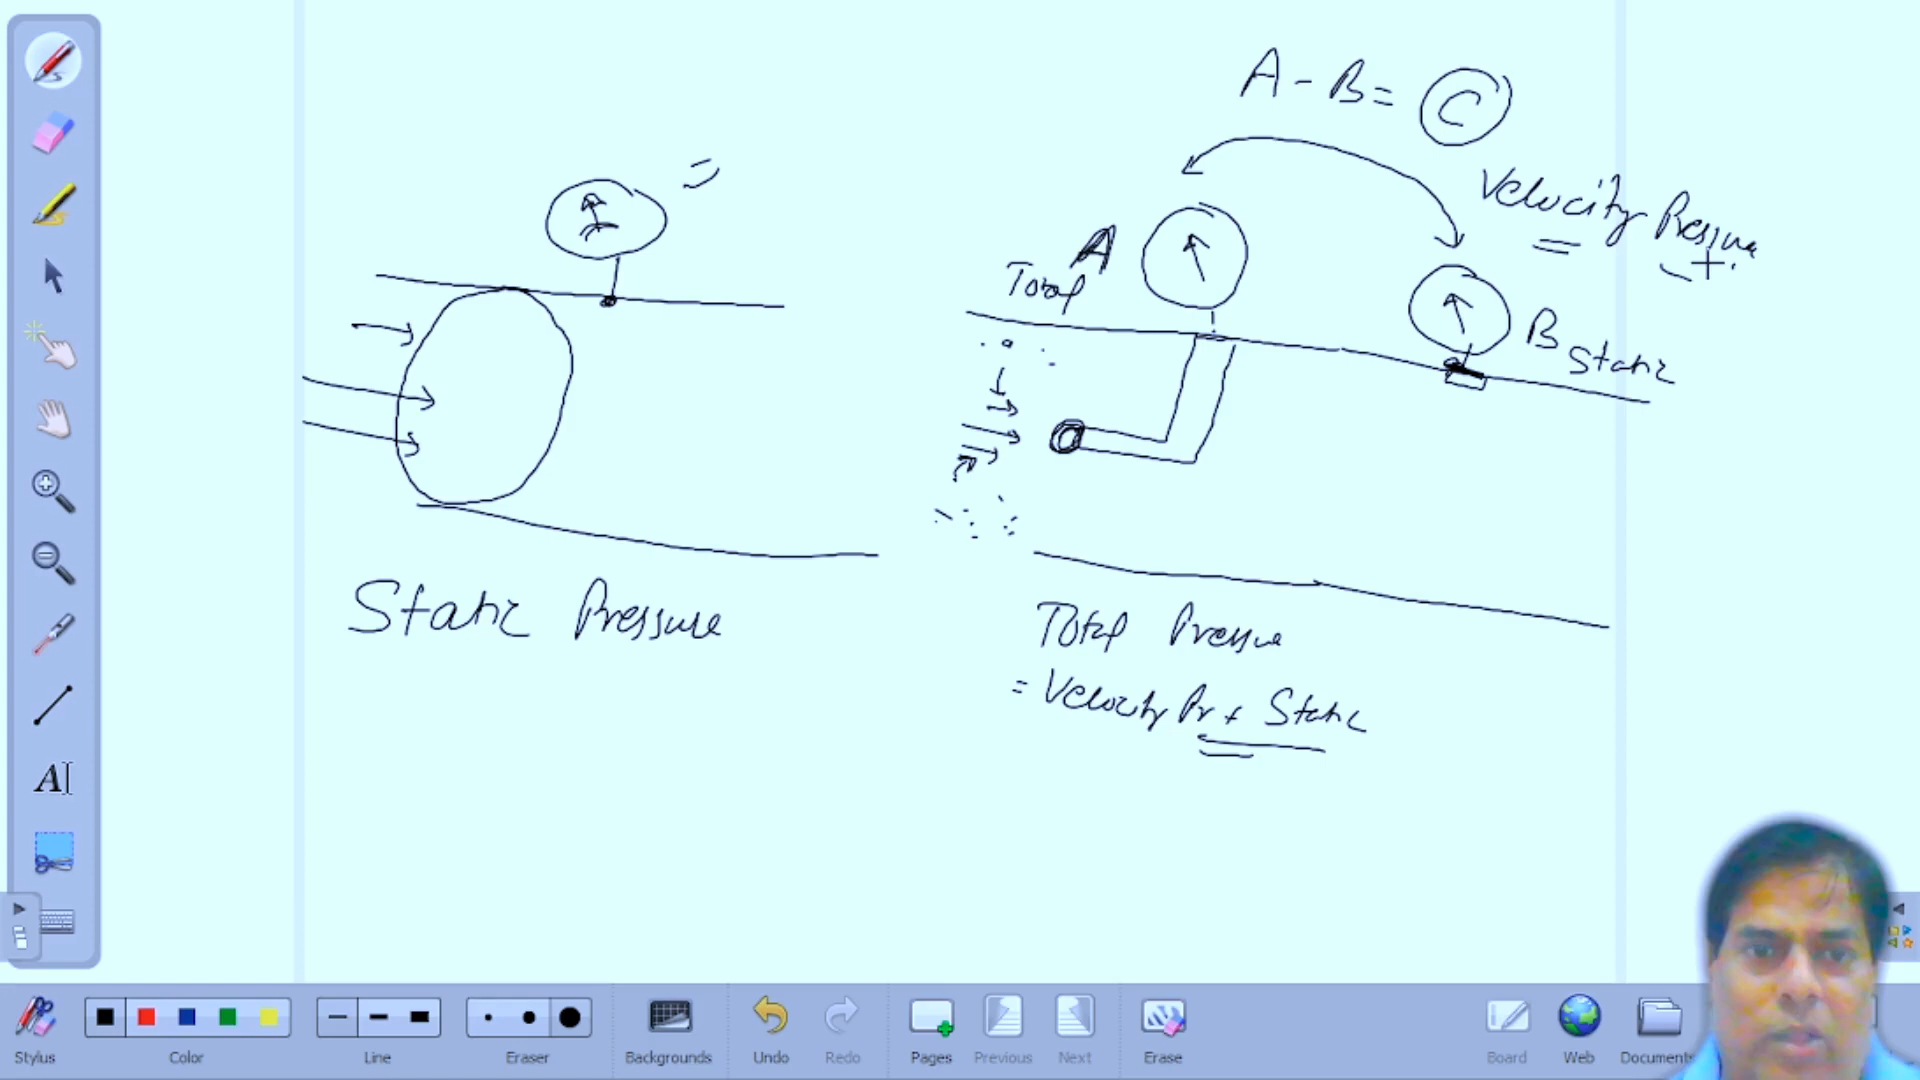 A - B = C
Velocity Pressure
A
Total
B
Static
Static Pressure
Total Pressure
= Velocity Pr + Static
A
Stylus
Color
Line
Eraser
Backgrounds
Undo
Redo
Pages
Previous
Next
Erase
Board
Web
Documents